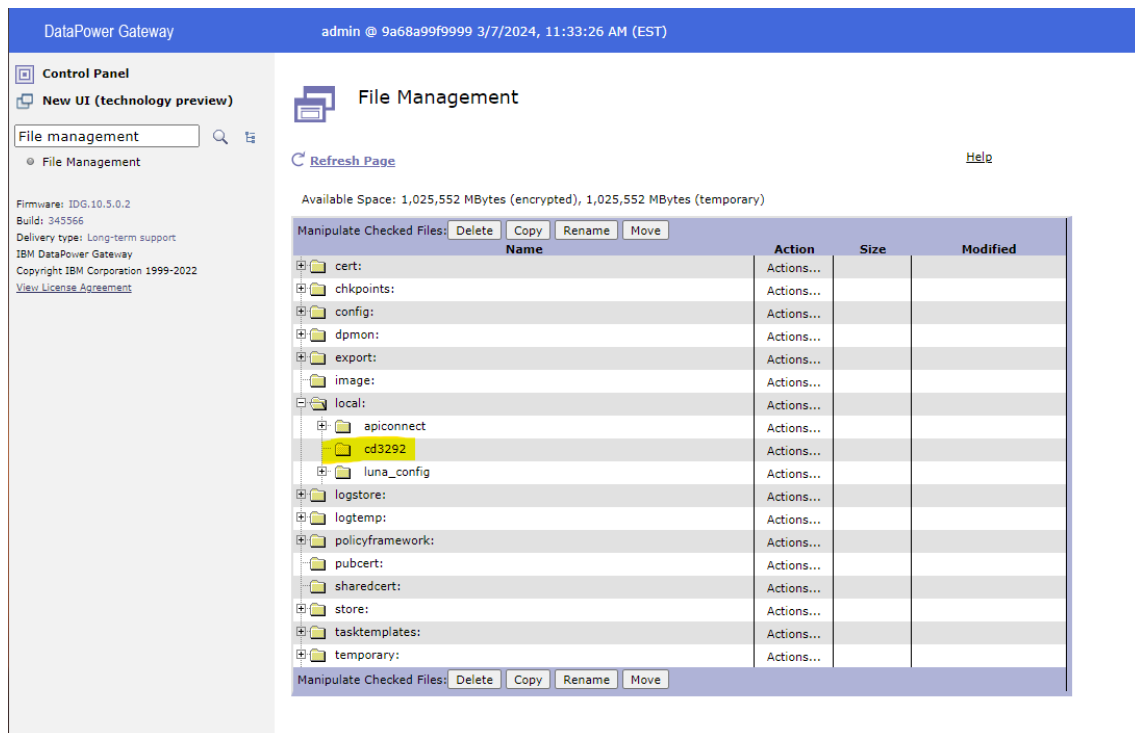 DataPower Gateway
admin @ 9a68a99f9999 3/7/2024, 11:33:26 AM (EST)
Control Panel
New UI (technology preview)
File management
File Management
Firmware: IDG.10.5.0.2
Build: 345566
Delivery type: Long-term support
IBM DataPower Gateway
Copyright IBM Corporation 1999-2022
View License Agreement
File Management
Refresh Page
Help
Available Space: 1,025,552 MBytes (encrypted), 1,025,552 MBytes (temporary)
Manipulate Checked Files: Delete Copy Rename Move
Name Action Size Modified
cert: Actions...
chkpoints: Actions...
config: Actions...
dpmon: Actions...
export: Actions...
image: Actions...
local: Actions...
apiconnect Actions...
cd3292 Actions...
luna_config Actions...
logstore: Actions...
logtemp: Actions...
policyframework: Actions...
pubcert: Actions...
sharedcert: Actions...
store: Actions...
tasktemplates: Actions...
temporary: Actions...
Manipulate Checked Files: Delete Copy Rename Move